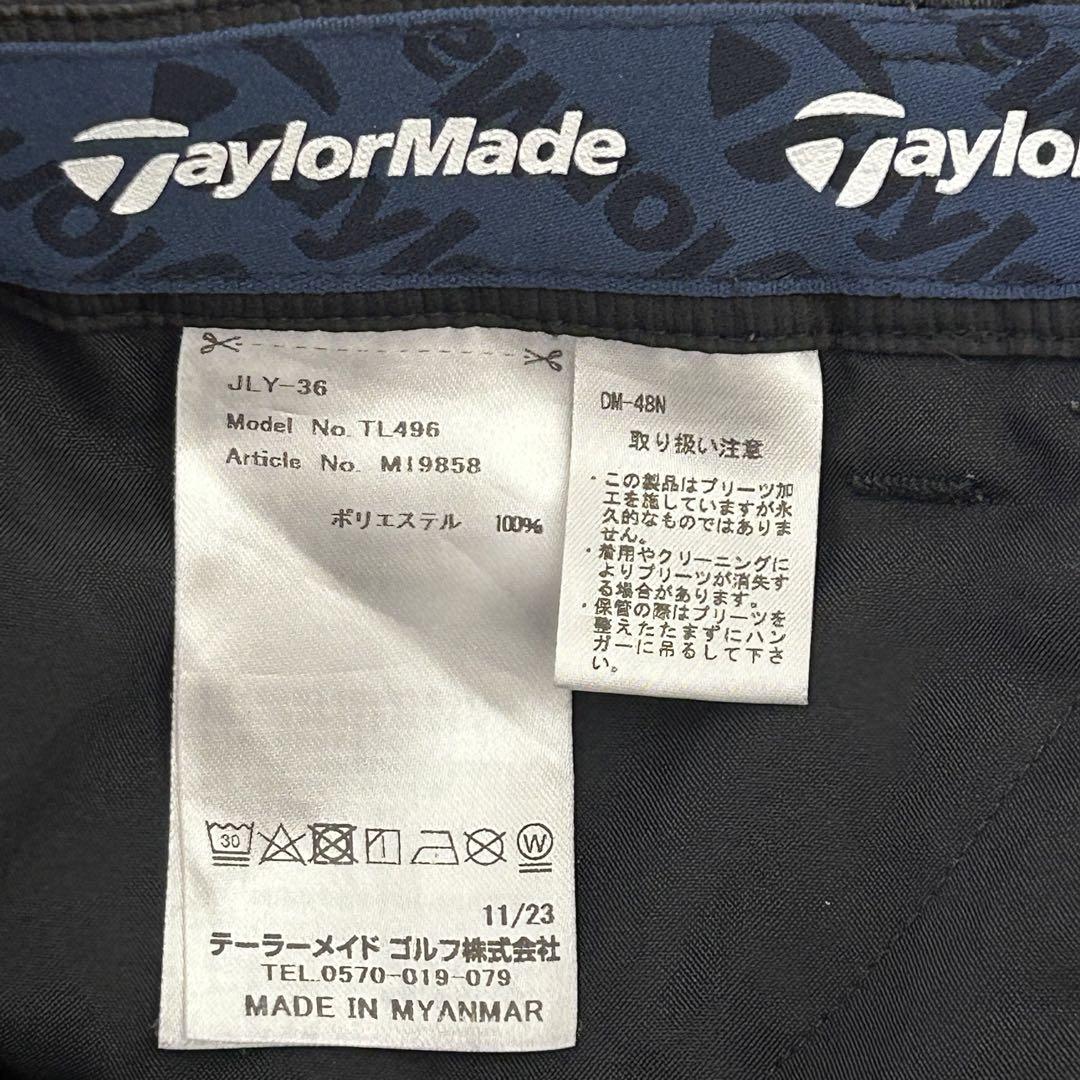 TaylorMade TaylorMade
JLY-36
Model No. TL496
Article No. M19858
ポリエステル 100%
30
W
11/23
テーラーメイド ゴルフ株式会社
TEL.0570-019-079
MADE IN MYANMAR
DM-48N
取り扱い注意
・この製品はプリーツ加
工を施していますが永
久的なものではありま
せん。
・着用やクリーニングに
よりプリーツが消失す
る場合があります。
・保管の際はプリーツを
整えたたまずにハン
ガーに吊るして下さ
い。